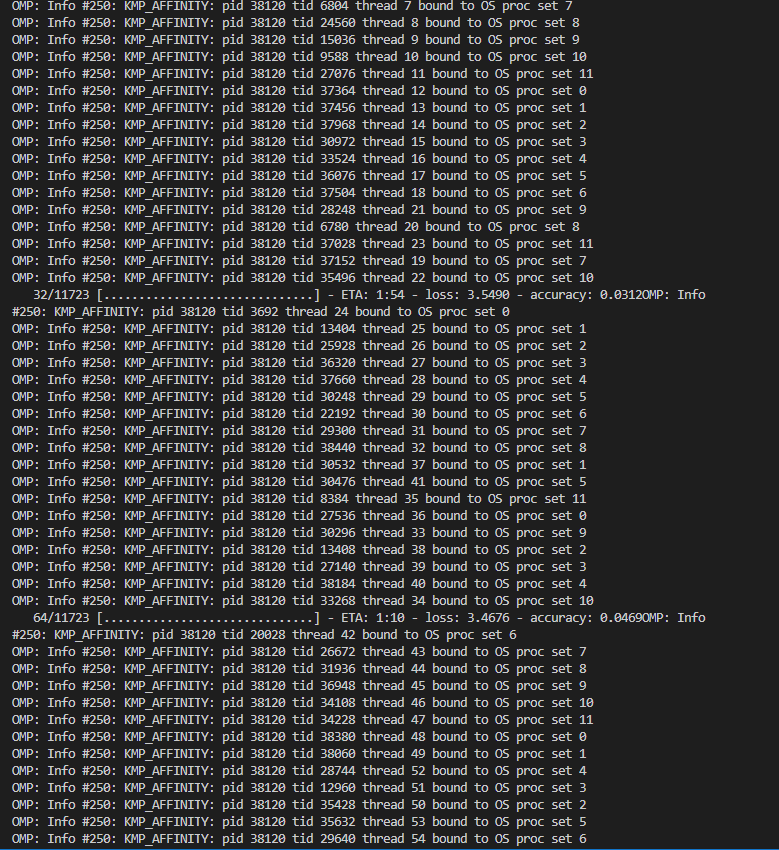 OMP: Info #250: KMP_AFFINITY: pid 38120 tid 6804 thread 7 bound to OS proc set 7
OMP: Info #250: KMP_AFFINITY: pid 38120 tid 24560 thread 8 bound to OS proc set 8
OMP: Info #250: KMP_AFFINITY: pid 38120 tid 15036 thread 9 bound to OS proc set 9
OMP: Info #250: KMP_AFFINITY: pid 38120 tid 9588 thread 10 bound to OS proc set 10
OMP: Info #250: KMP_AFFINITY: pid 38120 tid 27076 thread 11 bound to OS proc set 11
OMP: Info #250: KMP_AFFINITY: pid 38120 tid 37364 thread 12 bound to OS proc set 0
OMP: Info #250: KMP_AFFINITY: pid 38120 tid 37456 thread 13 bound to OS proc set 1
OMP: Info #250: KMP_AFFINITY: pid 38120 tid 37968 thread 14 bound to OS proc set 2
OMP: Info #250: KMP_AFFINITY: pid 38120 tid 30972 thread 15 bound to OS proc set 3
OMP: Info #250: KMP_AFFINITY: pid 38120 tid 33524 thread 16 bound to OS proc set 4
OMP: Info #250: KMP_AFFINITY: pid 38120 tid 36076 thread 17 bound to OS proc set 5
OMP: Info #250: KMP_AFFINITY: pid 38120 tid 37504 thread 18 bound to OS proc set 6
OMP: Info #250: KMP_AFFINITY: pid 38120 tid 28248 thread 21 bound to OS proc set 9
OMP: Info #250: KMP_AFFINITY: pid 38120 tid 6780 thread 20 bound to OS proc set 8
OMP: Info #250: KMP_AFFINITY: pid 38120 tid 37028 thread 23 bound to OS proc set 11
OMP: Info #250: KMP_AFFINITY: pid 38120 tid 37152 thread 19 bound to OS proc set 7
OMP: Info #250: KMP_AFFINITY: pid 38120 tid 35496 thread 22 bound to OS proc set 10
32/11723 [..............................] - ETA: 1:54 - loss: 3.5490 - accuracy: 0.0312OMP: Info
#250: KMP_AFFINITY: pid 38120 tid 3692 thread 24 bound to OS proc set 0
OMP: Info #250: KMP_AFFINITY: pid 38120 tid 13404 thread 25 bound to OS proc set 1
OMP: Info #250: KMP_AFFINITY: pid 38120 tid 25928 thread 26 bound to OS proc set 2
OMP: Info #250: KMP_AFFINITY: pid 38120 tid 36320 thread 27 bound to OS proc set 3
OMP: Info #250: KMP_AFFINITY: pid 38120 tid 37660 thread 28 bound to OS proc set 4
OMP: Info #250: KMP_AFFINITY: pid 38120 tid 30248 thread 29 bound to OS proc set 5
OMP: Info #250: KMP_AFFINITY: pid 38120 tid 22192 thread 30 bound to OS proc set 6
OMP: Info #250: KMP_AFFINITY: pid 38120 tid 29300 thread 31 bound to OS proc set 7
OMP: Info #250: KMP_AFFINITY: pid 38120 tid 38440 thread 32 bound to OS proc set 8
OMP: Info #250: KMP_AFFINITY: pid 38120 tid 30532 thread 37 bound to OS proc set 1
OMP: Info #250: KMP_AFFINITY: pid 38120 tid 30476 thread 41 bound to OS proc set 5
OMP: Info #250: KMP_AFFINITY: pid 38120 tid 8384 thread 35 bound to OS proc set 11
OMP: Info #250: KMP_AFFINITY: pid 38120 tid 27536 thread 36 bound to OS proc set 0
OMP: Info #250: KMP_AFFINITY: pid 38120 tid 30296 thread 33 bound to OS proc set 9
OMP: Info #250: KMP_AFFINITY: pid 38120 tid 13408 thread 38 bound to OS proc set 2
OMP: Info #250: KMP_AFFINITY: pid 38120 tid 27140 thread 39 bound to OS proc set 3
OMP: Info #250: KMP_AFFINITY: pid 38120 tid 38184 thread 40 bound to OS proc set 4
OMP: Info #250: KMP_AFFINITY: pid 38120 tid 33268 thread 34 bound to OS proc set 10
64/11723 [..............................] - ETA: 1:10 - loss: 3.4676 - accuracy: 0.0469OMP: Info
#250: KMP_AFFINITY: pid 38120 tid 20028 thread 42 bound to OS proc set 6
OMP: Info #250: KMP_AFFINITY: pid 38120 tid 26672 thread 43 bound to OS proc set 7
OMP: Info #250: KMP_AFFINITY: pid 38120 tid 31936 thread 44 bound to OS proc set 8
OMP: Info #250: KMP_AFFINITY: pid 38120 tid 36948 thread 45 bound to OS proc set 9
OMP: Info #250: KMP_AFFINITY: pid 38120 tid 34108 thread 46 bound to OS proc set 10
OMP: Info #250: KMP_AFFINITY: pid 38120 tid 34228 thread 47 bound to OS proc set 11
OMP: Info #250: KMP_AFFINITY: pid 38120 tid 38380 thread 48 bound to OS proc set 0
OMP: Info #250: KMP_AFFINITY: pid 38120 tid 38060 thread 49 bound to OS proc set 1
OMP: Info #250: KMP_AFFINITY: pid 38120 tid 28744 thread 52 bound to OS proc set 4
OMP: Info #250: KMP_AFFINITY: pid 38120 tid 12960 thread 51 bound to OS proc set 3
OMP: Info #250: KMP_AFFINITY: pid 38120 tid 35428 thread 50 bound to OS proc set 2
OMP: Info #250: KMP_AFFINITY: pid 38120 tid 35632 thread 53 bound to OS proc set 5
OMP: Info #250: KMP_AFFINITY: pid 38120 tid 29640 thread 54 bound to OS proc set 6